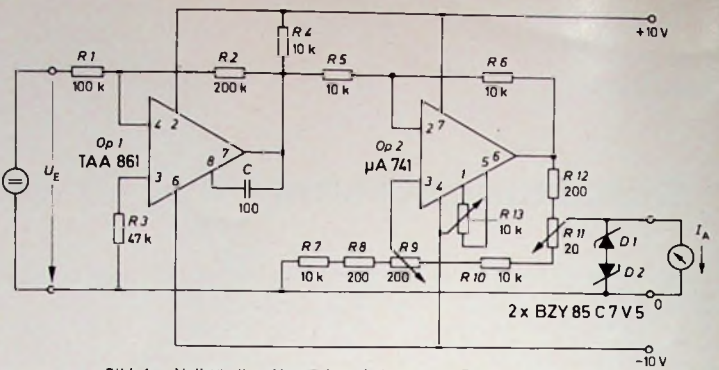 R 4
10 k
+10 V
R 1
100 k
R 2
200 k
R 5
10 k
R 6
10 k
4
2
Op 1
TAA 861
7
8
3
6
C
100
R 3
47 k
U E
2
7
Op 2
µA 741
3
4
1
5
6
R 13
10 k
R 12
200
R 11
20
R 7
10 k
R 8
200
R 9
200
R 10
10 k
D1
D 2
I A
0
2 x BZY 85 C 7 V 5
−10 V